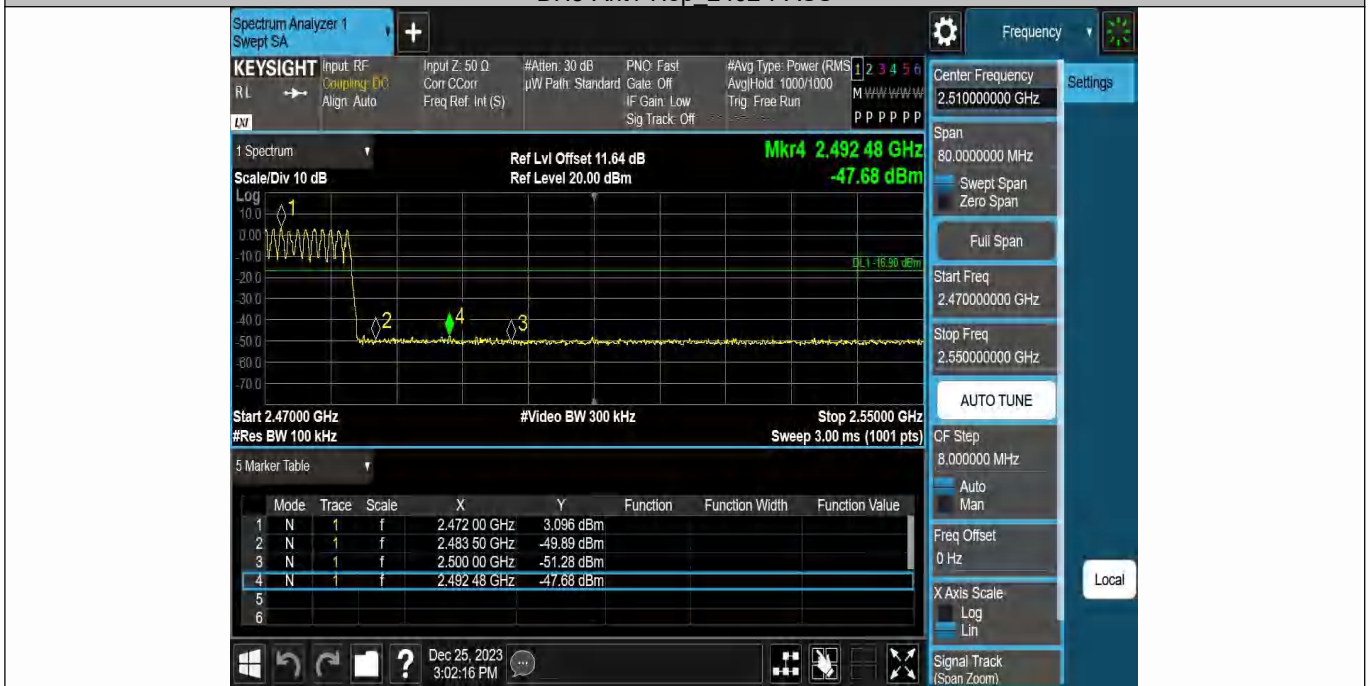 Spectrum Analyzer 1
Swept SA
+
Frequency
KEYSIGHT
RL
LXI
Input: RF
Coupling: DC
Align: Auto
Input Z: 50 Ω
Corr CCorr
Freq Ref: Int (S)
#Atten: 30 dB
µW Path: Standard
PNO: Fast
Gate: Off
IF Gain: Low
Sig Track: Off
#Avg Type: Power (RMS
Avg|Hold: 1000/1000
Trig: Free Run
1 2 3 4 5 6
M W W W W W
P P P P P P
1 Spectrum
Scale/Div 10 dB
Ref Lvl Offset 11.64 dB
Ref Level 20.00 dBm
Mkr4 2.492 48 GHz
-47.68 dBm
Log
10.0
0.00
-10.0
-20.0
-30.0
-40.0
-50.0
-60.0
-70.0
1
2
4
3
DL1 -16.90 dBm
Start 2.47000 GHz
#Res BW 100 kHz
#Video BW 300 kHz
Stop 2.55000 GHz
Sweep 3.00 ms (1001 pts)
5 Marker Table
Mode Trace Scale X Y Function Function Width Function Value
1 N 1 f 2.472 00 GHz 3.096 dBm
2 N 1 f 2.483 50 GHz -49.89 dBm
3 N 1 f 2.500 00 GHz -51.28 dBm
4 N 1 f 2.492 48 GHz -47.68 dBm
5
6
?
Dec 25, 2023
3:02:16 PM
Center Frequency
2.510000000 GHz
Settings
Span
80.0000000 MHz
Swept Span
Zero Span
Full Span
Start Freq
2.470000000 GHz
Stop Freq
2.550000000 GHz
AUTO TUNE
CF Step
8.000000 MHz
Auto
Man
Freq Offset
0 Hz
Local
X Axis Scale
Log
Lin
Signal Track
(Span Zoom)